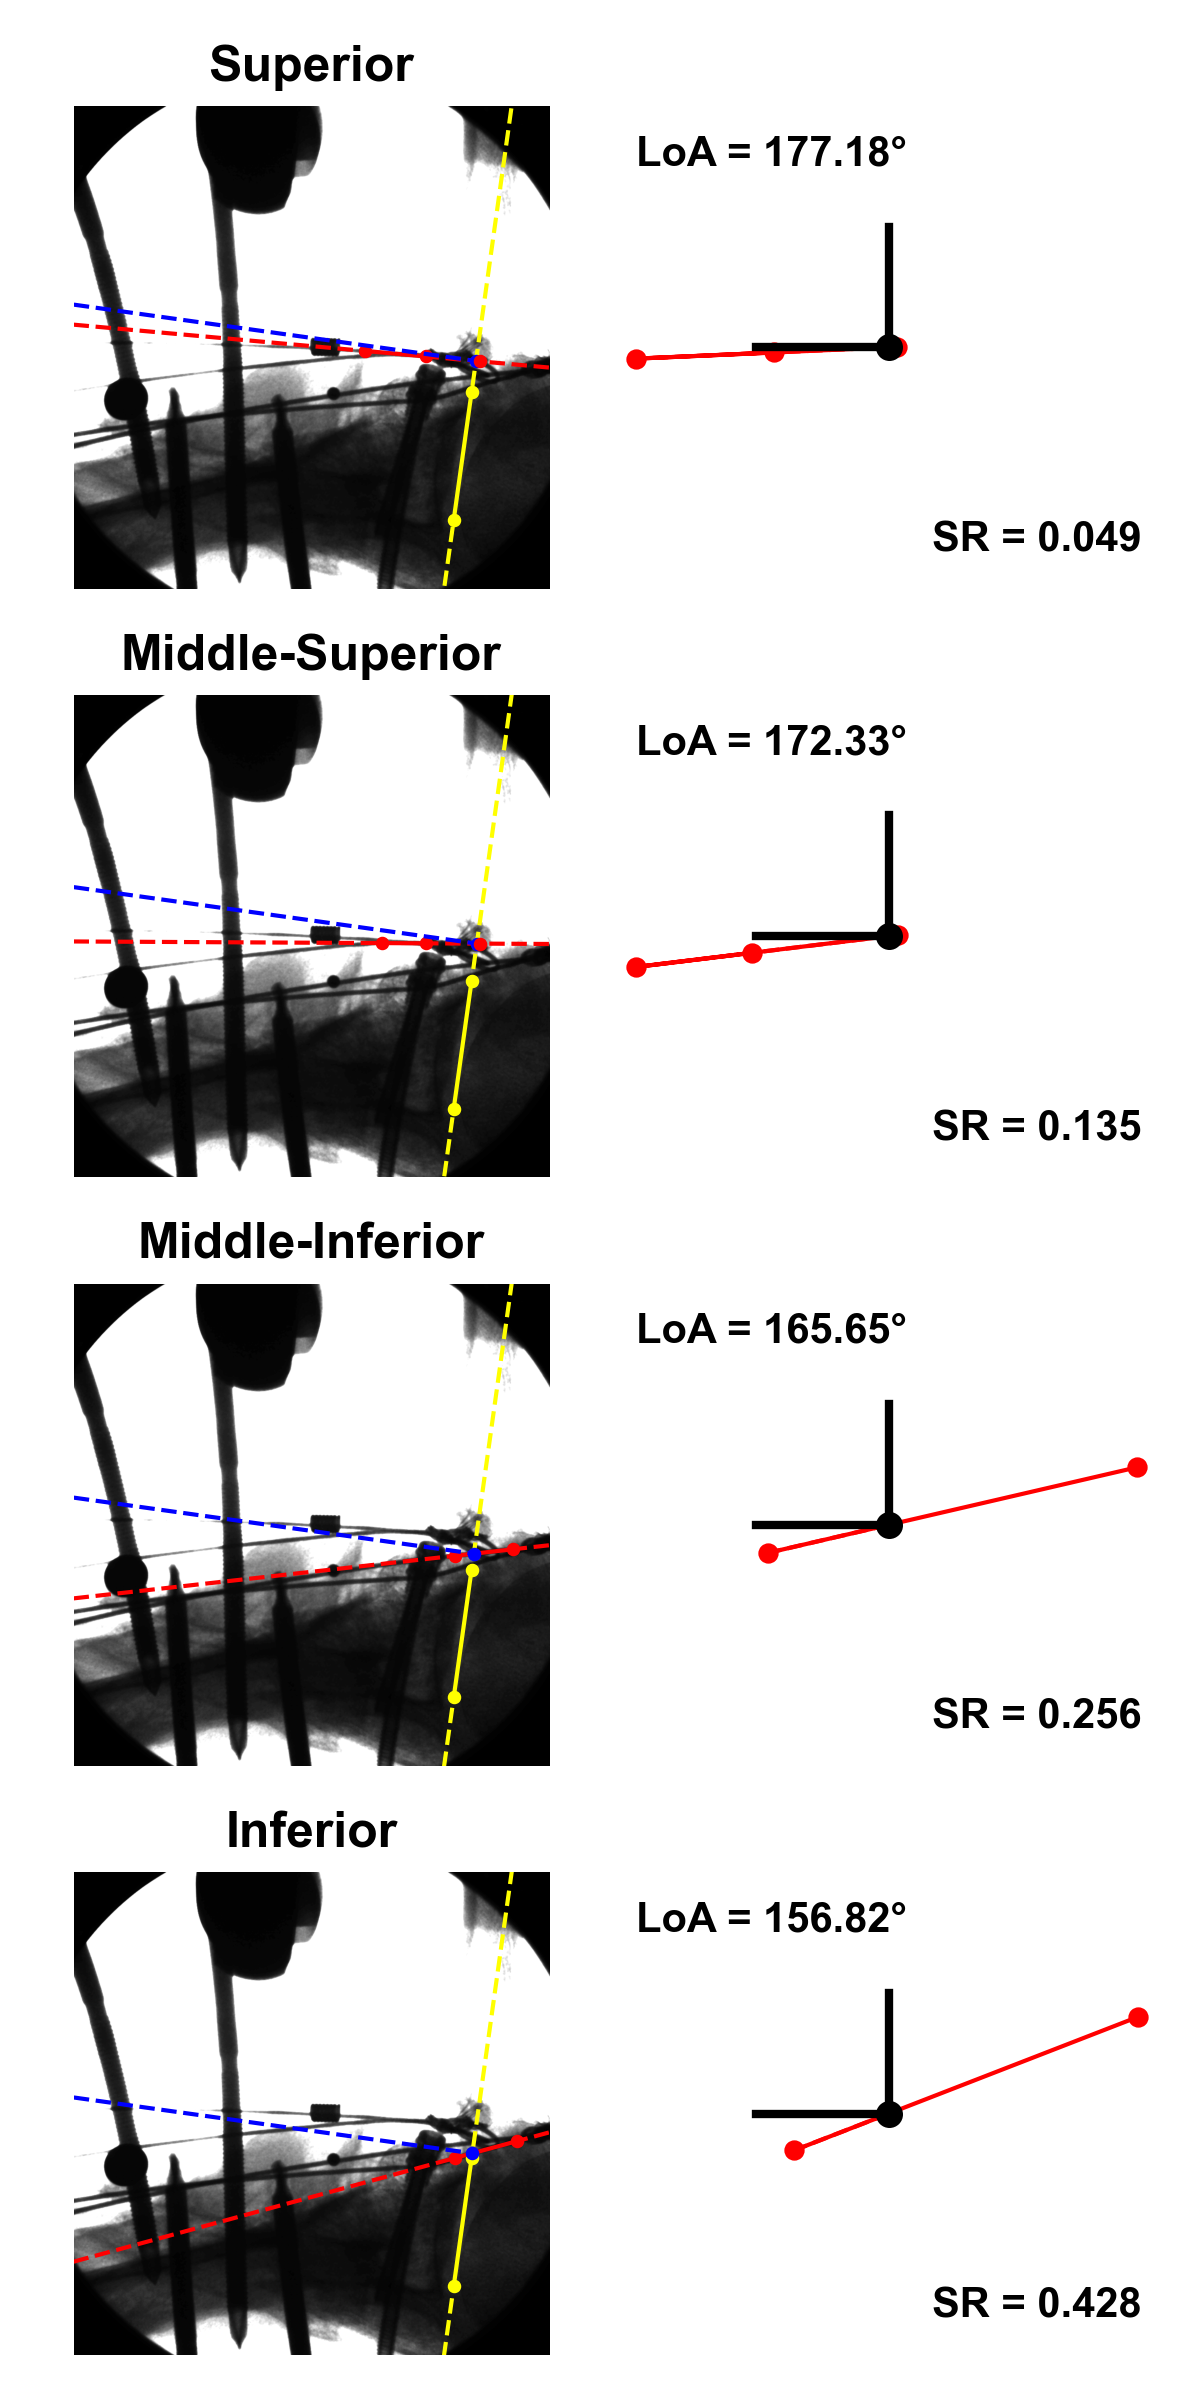 Superior
LoA = 177.18°
SR = 0.049
Middle-Superior
LoA = 172.33°
SR = 0.135
Middle-Inferior
LoA = 165.65°
SR = 0.256
Inferior
LoA = 156.82°
SR = 0.428